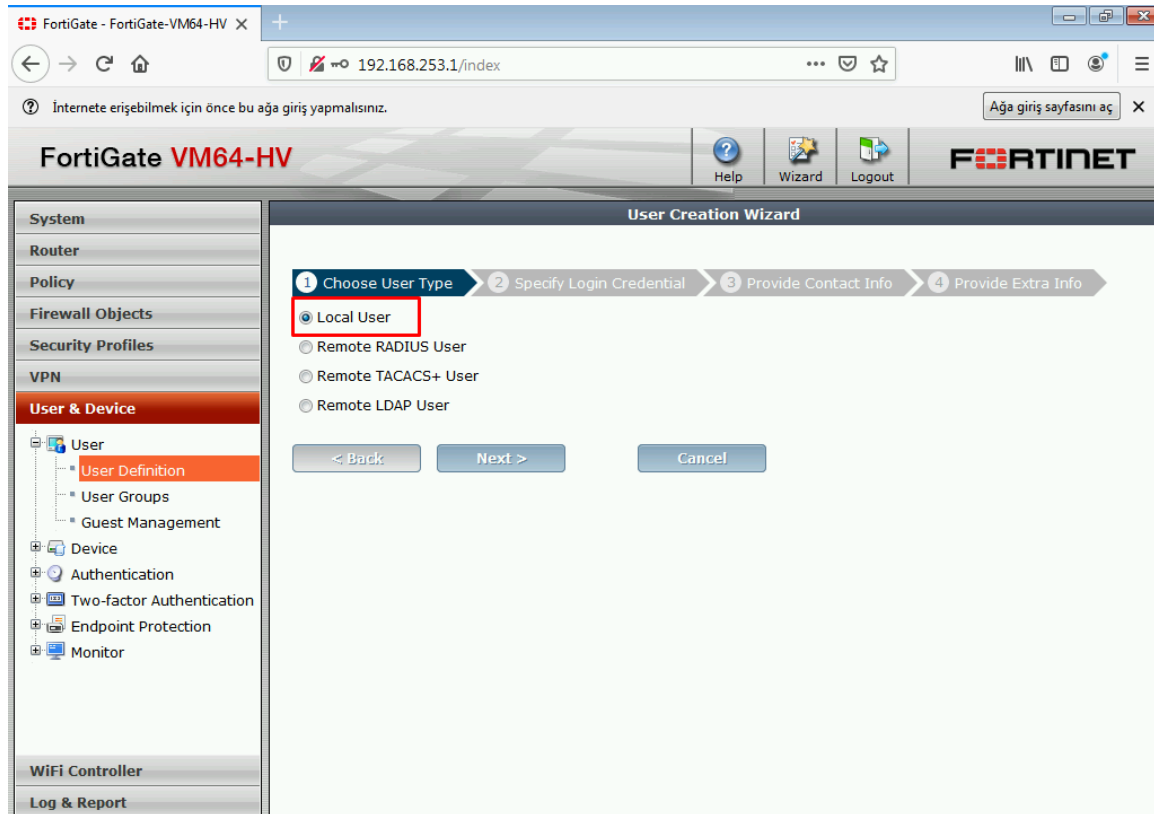 FortiGate - FortiGate-VM64-HV
192.168.253.1/index
İnternete erişebilmek için önce bu ağa giriş yapmalısınız.
Ağa giriş sayfasını aç
FortiGate VM64-HV
Help
Wizard
Logout
FORTINET
System
Router
Policy
Firewall Objects
Security Profiles
VPN
User & Device
User
User Definition
User Groups
Guest Management
Device
Authentication
Two-factor Authentication
Endpoint Protection
Monitor
WiFi Controller
Log & Report
User Creation Wizard
1 Choose User Type 2 Specify Login Credential 3 Provide Contact Info 4 Provide Extra Info
Local User
Remote RADIUS User
Remote TACACS+ User
Remote LDAP User
< Back Next > Cancel